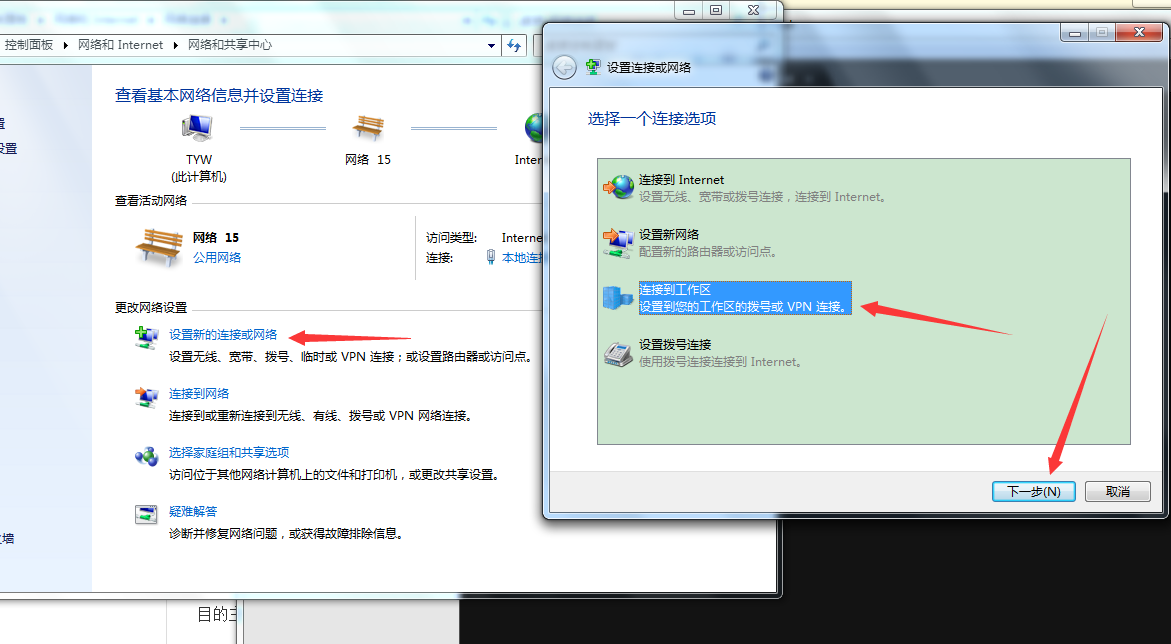 控制面板 ▸ 网络和 Internet ▸ 网络和共享中心
查看基本网络信息并设置连接
置
设置
TYW
(此计算机)
网络 15
Inter
查看活动网络
网络 15
公用网络
访问类型:
Interne
连接:
本地连接
更改网络设置
设置新的连接或网络
设置无线、宽带、拨号、临时或 VPN 连接；或设置路由器或访问点。
连接到网络
连接到或重新连接到无线、有线、拨号或 VPN 网络连接。
选择家庭组和共享选项
访问位于其他网络计算机上的文件和打印机，或更改共享设置。
疑难解答
诊断并修复网络问题，或获得故障排除信息。
墙
目的主
设置连接或网络
选择一个连接选项
连接到 Internet
设置无线、宽带或拨号连接，连接到 Internet。
设置新网络
配置新的路由器或访问点。
连接到工作区
设置到您的工作区的拨号或 VPN 连接。
设置拨号连接
使用拨号连接连接到 Internet。
下一步(N)
取消